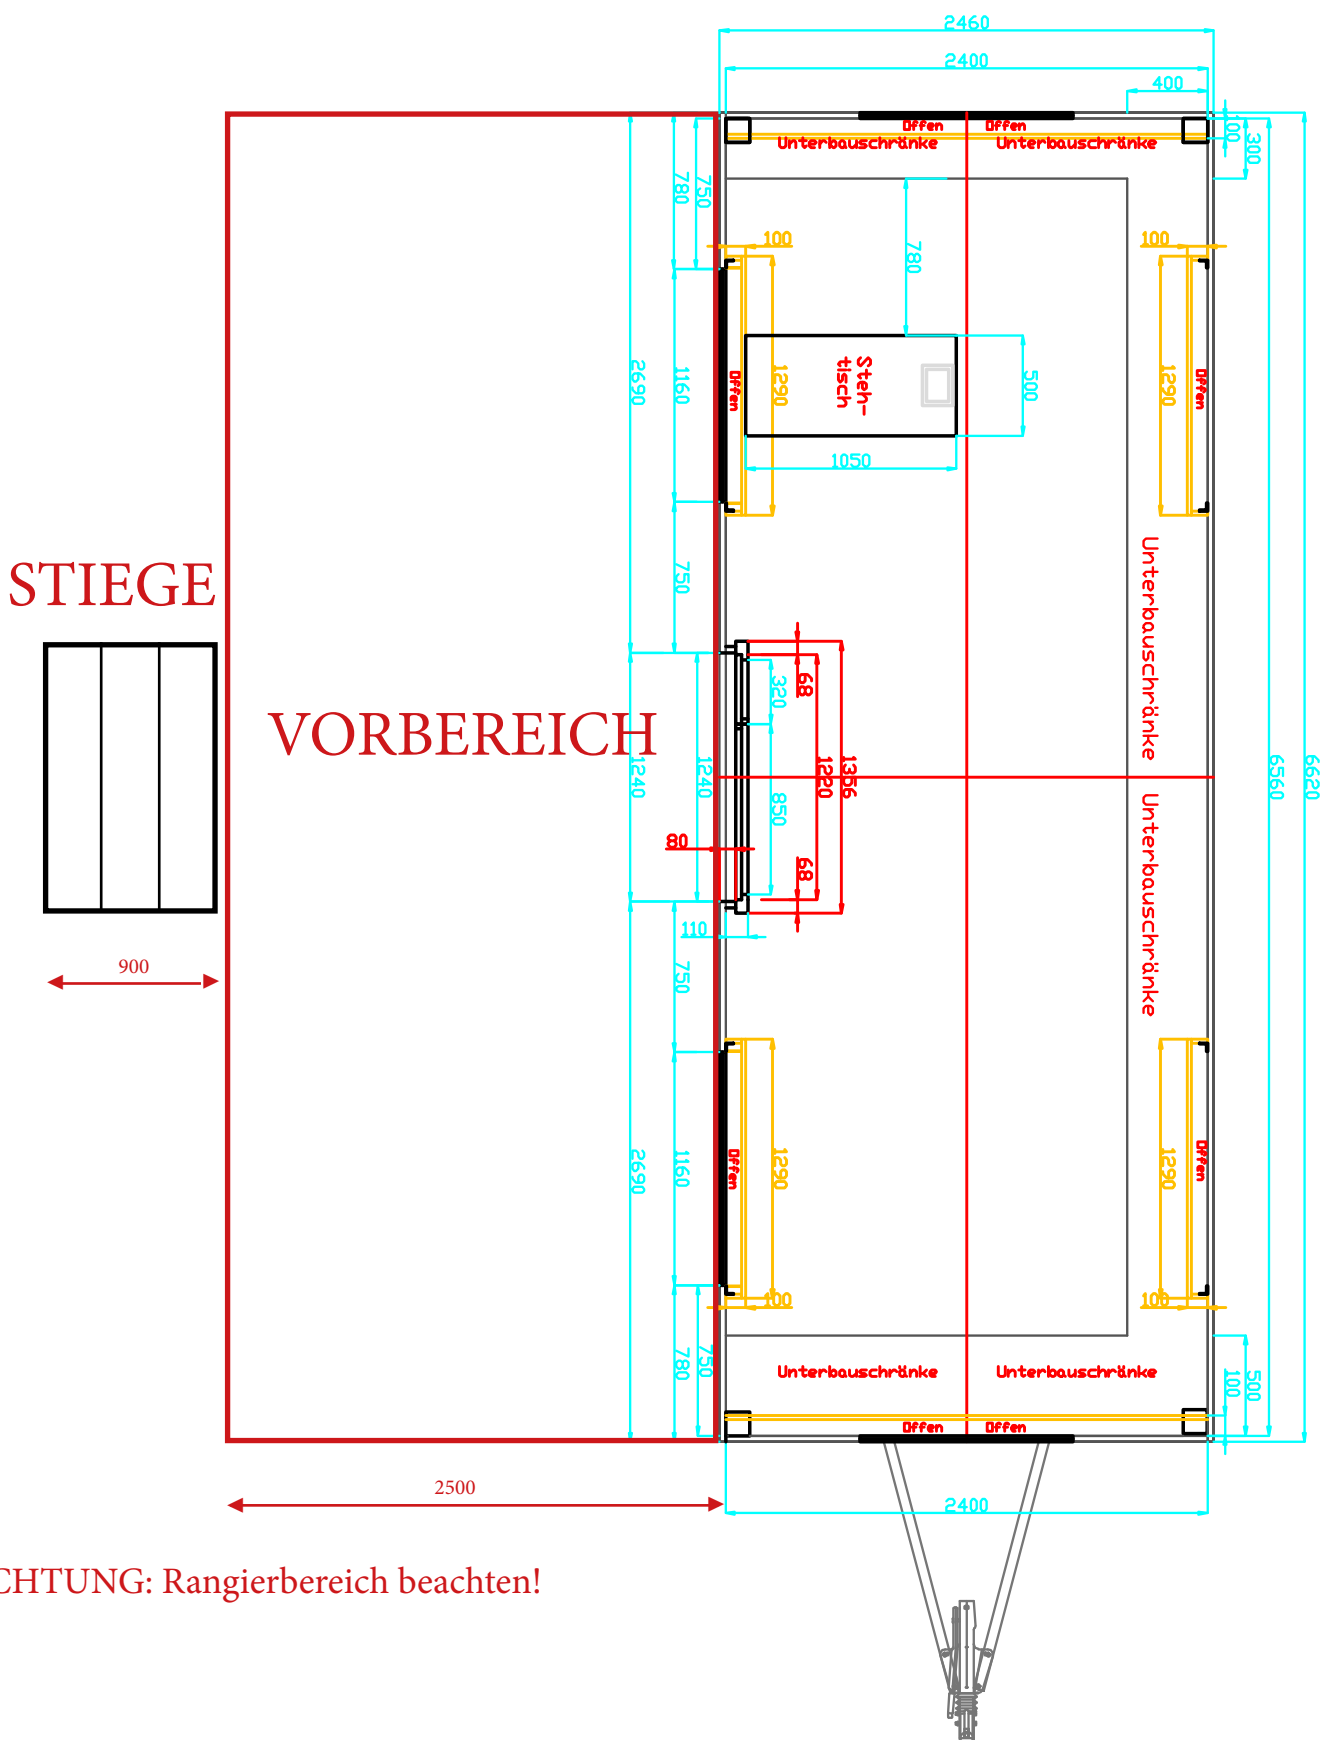 2460
2400
400
Offen Offen
Unterbauschränke Unterbauschränke
100
300
780
750
780
100
100
2690
1160
Offen
1290
Steh-
tisch
500
1290
Offen
1050
750
STIEGE
Unterbauschränke
68
320
VORBEREICH
1240
1240
850
1220
1356
6560
6620
80
68
Unterbauschränke
110
900
750
2690
1160
Offen
1290
1290
Offen
100
100
780
750
Unterbauschränke Unterbauschränke
100
500
Offen Offen
2500
2400
CHTUNG: Rangierbereich beachten!